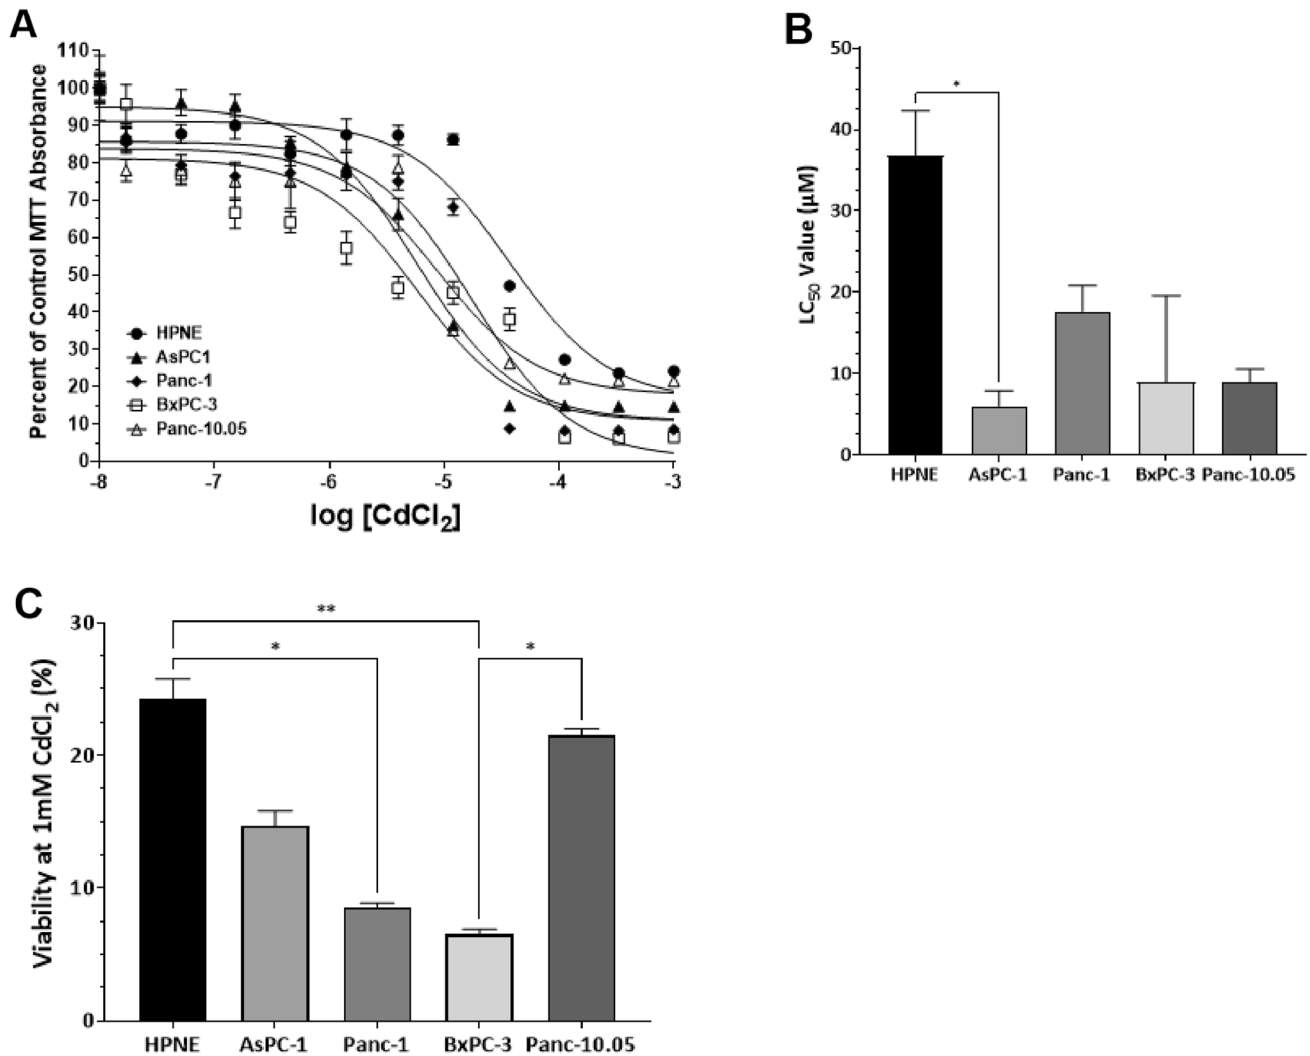 A
Percent of Control MTT Absorbance
110
100
90
80
70
60
50
40
30
20
10
0
HPNE
AsPC1
Panc-1
BxPC-3
Panc-10.05
-8 -7 -6 -5 -4 -3
log [CdCl2]
B
LC50 Value (µM)
50
40
30
20
10
0
*
HPNE AsPC-1 Panc-1 BxPC-3 Panc-10.05
C
Viability at 1mM CdCl2 (%)
30
20
10
0
**
* *
HPNE AsPC-1 Panc-1 BxPC-3 Panc-10.05